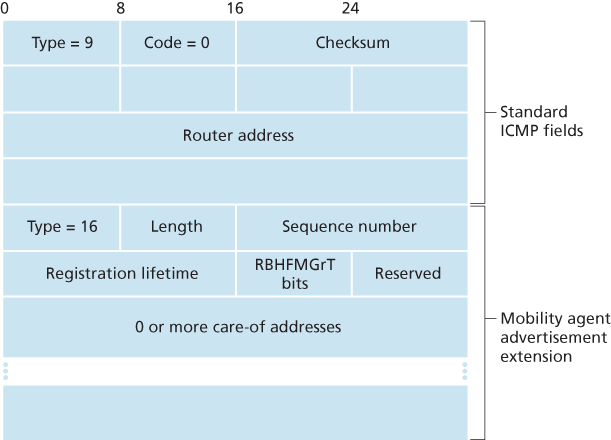 0 8 16 24
Type = 9 Code = 0 Checksum
Standard
ICMP fields
Router address
Type = 16 Length Sequence number
Registration lifetime
RBHFMGrT
bits
Reserved
0 or more care-of addresses
Mobility agent
advertisement
extension